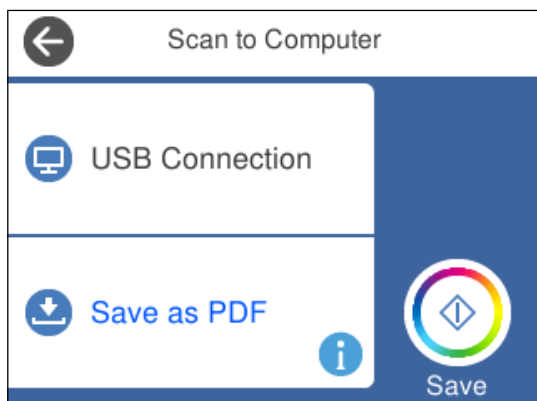 Scan to Computer
USB Connection
Save as PDF
i
Save